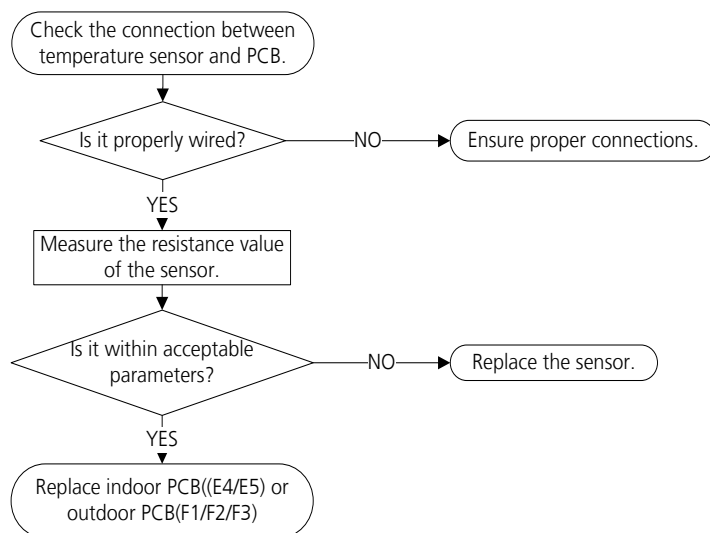 Check the connection between
temperature sensor and PCB.
Is it properly wired?
NO
Ensure proper connections.
YES
Measure the resistance value
of the sensor.
Is it within acceptable
parameters?
NO
Replace the sensor.
YES
Replace indoor PCB((E4/E5) or
outdoor PCB(F1/F2/F3)